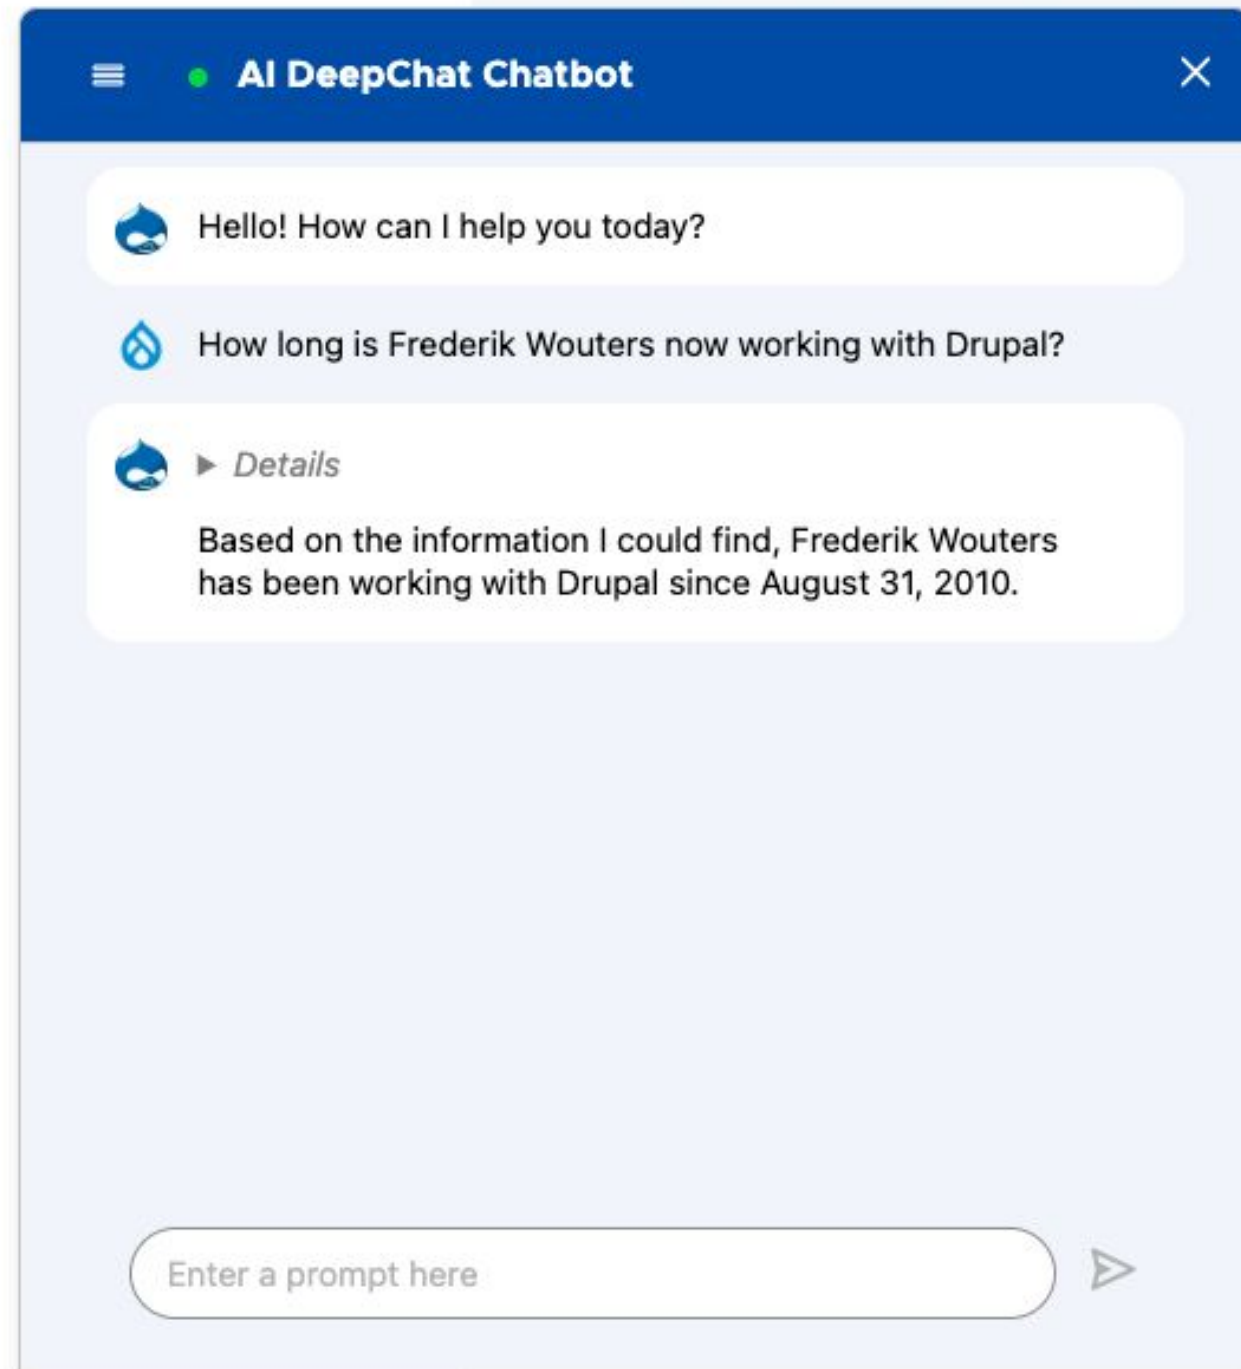 AI DeepChat Chatbot
Hello! How can I help you today?
How long is Frederik Wouters now working with Drupal?
Details
Based on the information I could find, Frederik Wouters
has been working with Drupal since August 31, 2010.
Enter a prompt here